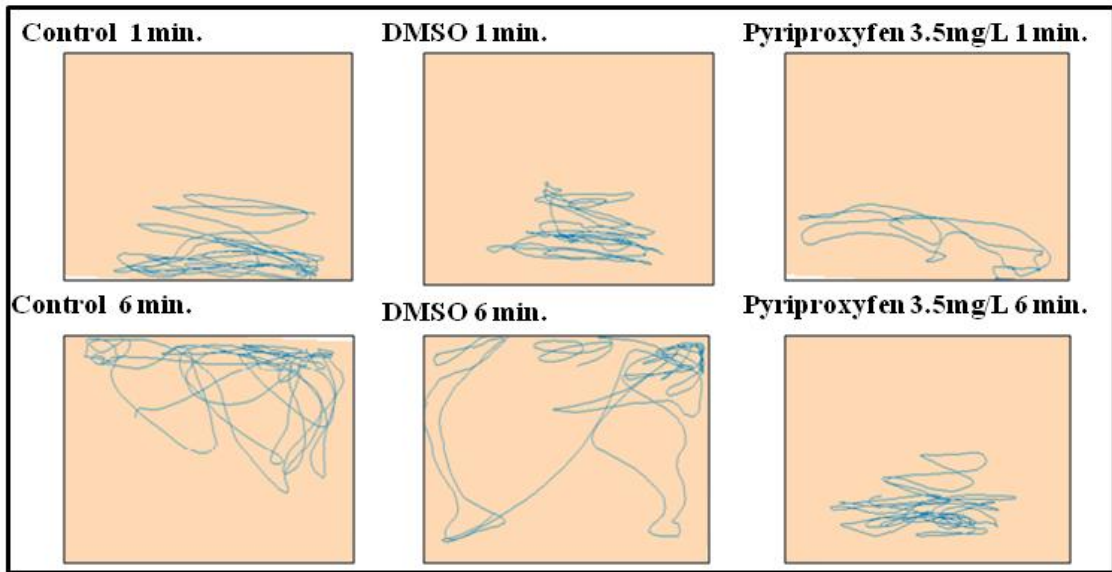 Control 1 min.
DMSO 1 min.
Pyriproxyfen 3.5mg/L 1 min.
Control 6 min.
DMSO 6 min.
Pyriproxyfen 3.5mg/L 6 min.